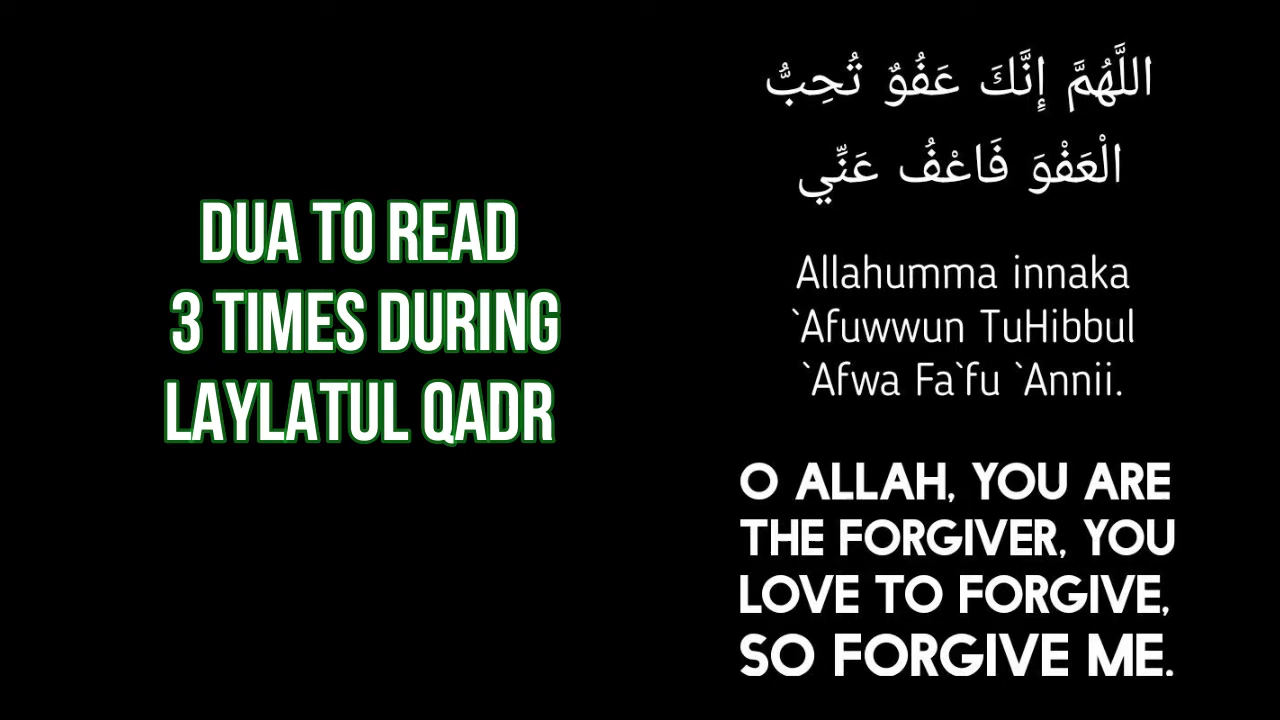 DUA TO READ
3 TIMES DURING
LAYLATUL QADR
اللَّهُمَّ إِنَّكَ عَفُوٌ تُحِبُّ
الْعَفْوَ فَاعْفُ عَنِّي
Allahumma innaka
`Afuwwun TuHibbul
`Afwa Fa`fu `Annii.
O ALLAH, YOU ARE
THE FORGIVER, YOU
LOVE TO FORGIVE,
SO FORGIVE ME.